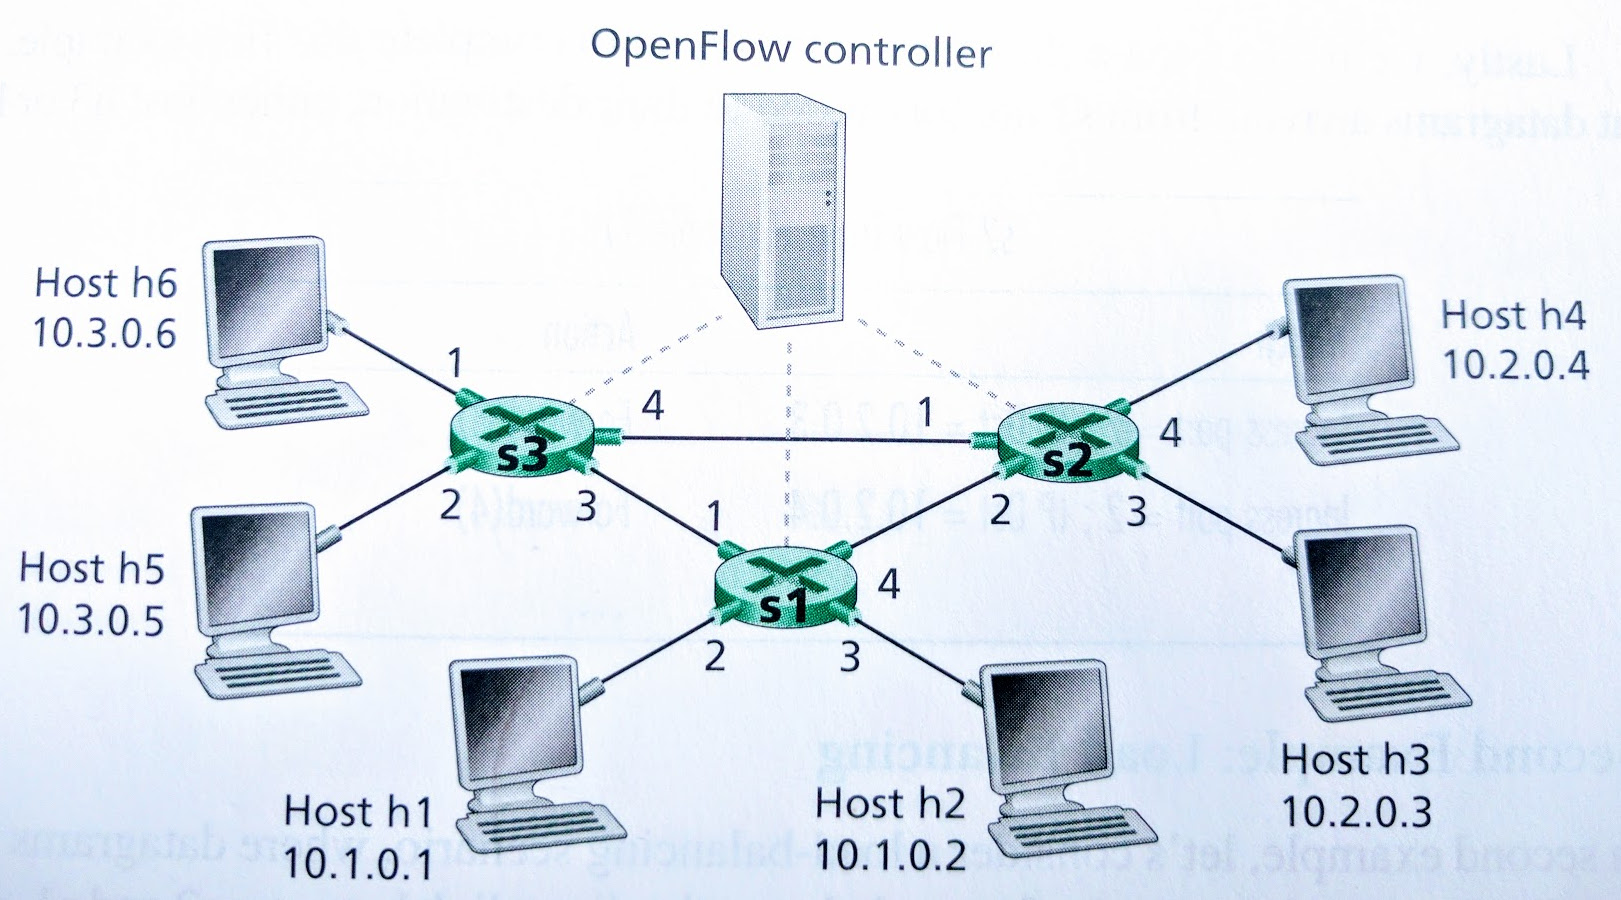 OpenFlow controller
Host h6
10.3.0.6
Host h4
10.2.0.4
1
4
1
4
s3
s2
2
3
1
2
3
Host h5
10.3.0.5
s1
4
2
3
Host h3
10.2.0.3
Host h1
10.1.0.1
Host h2
10.1.0.2